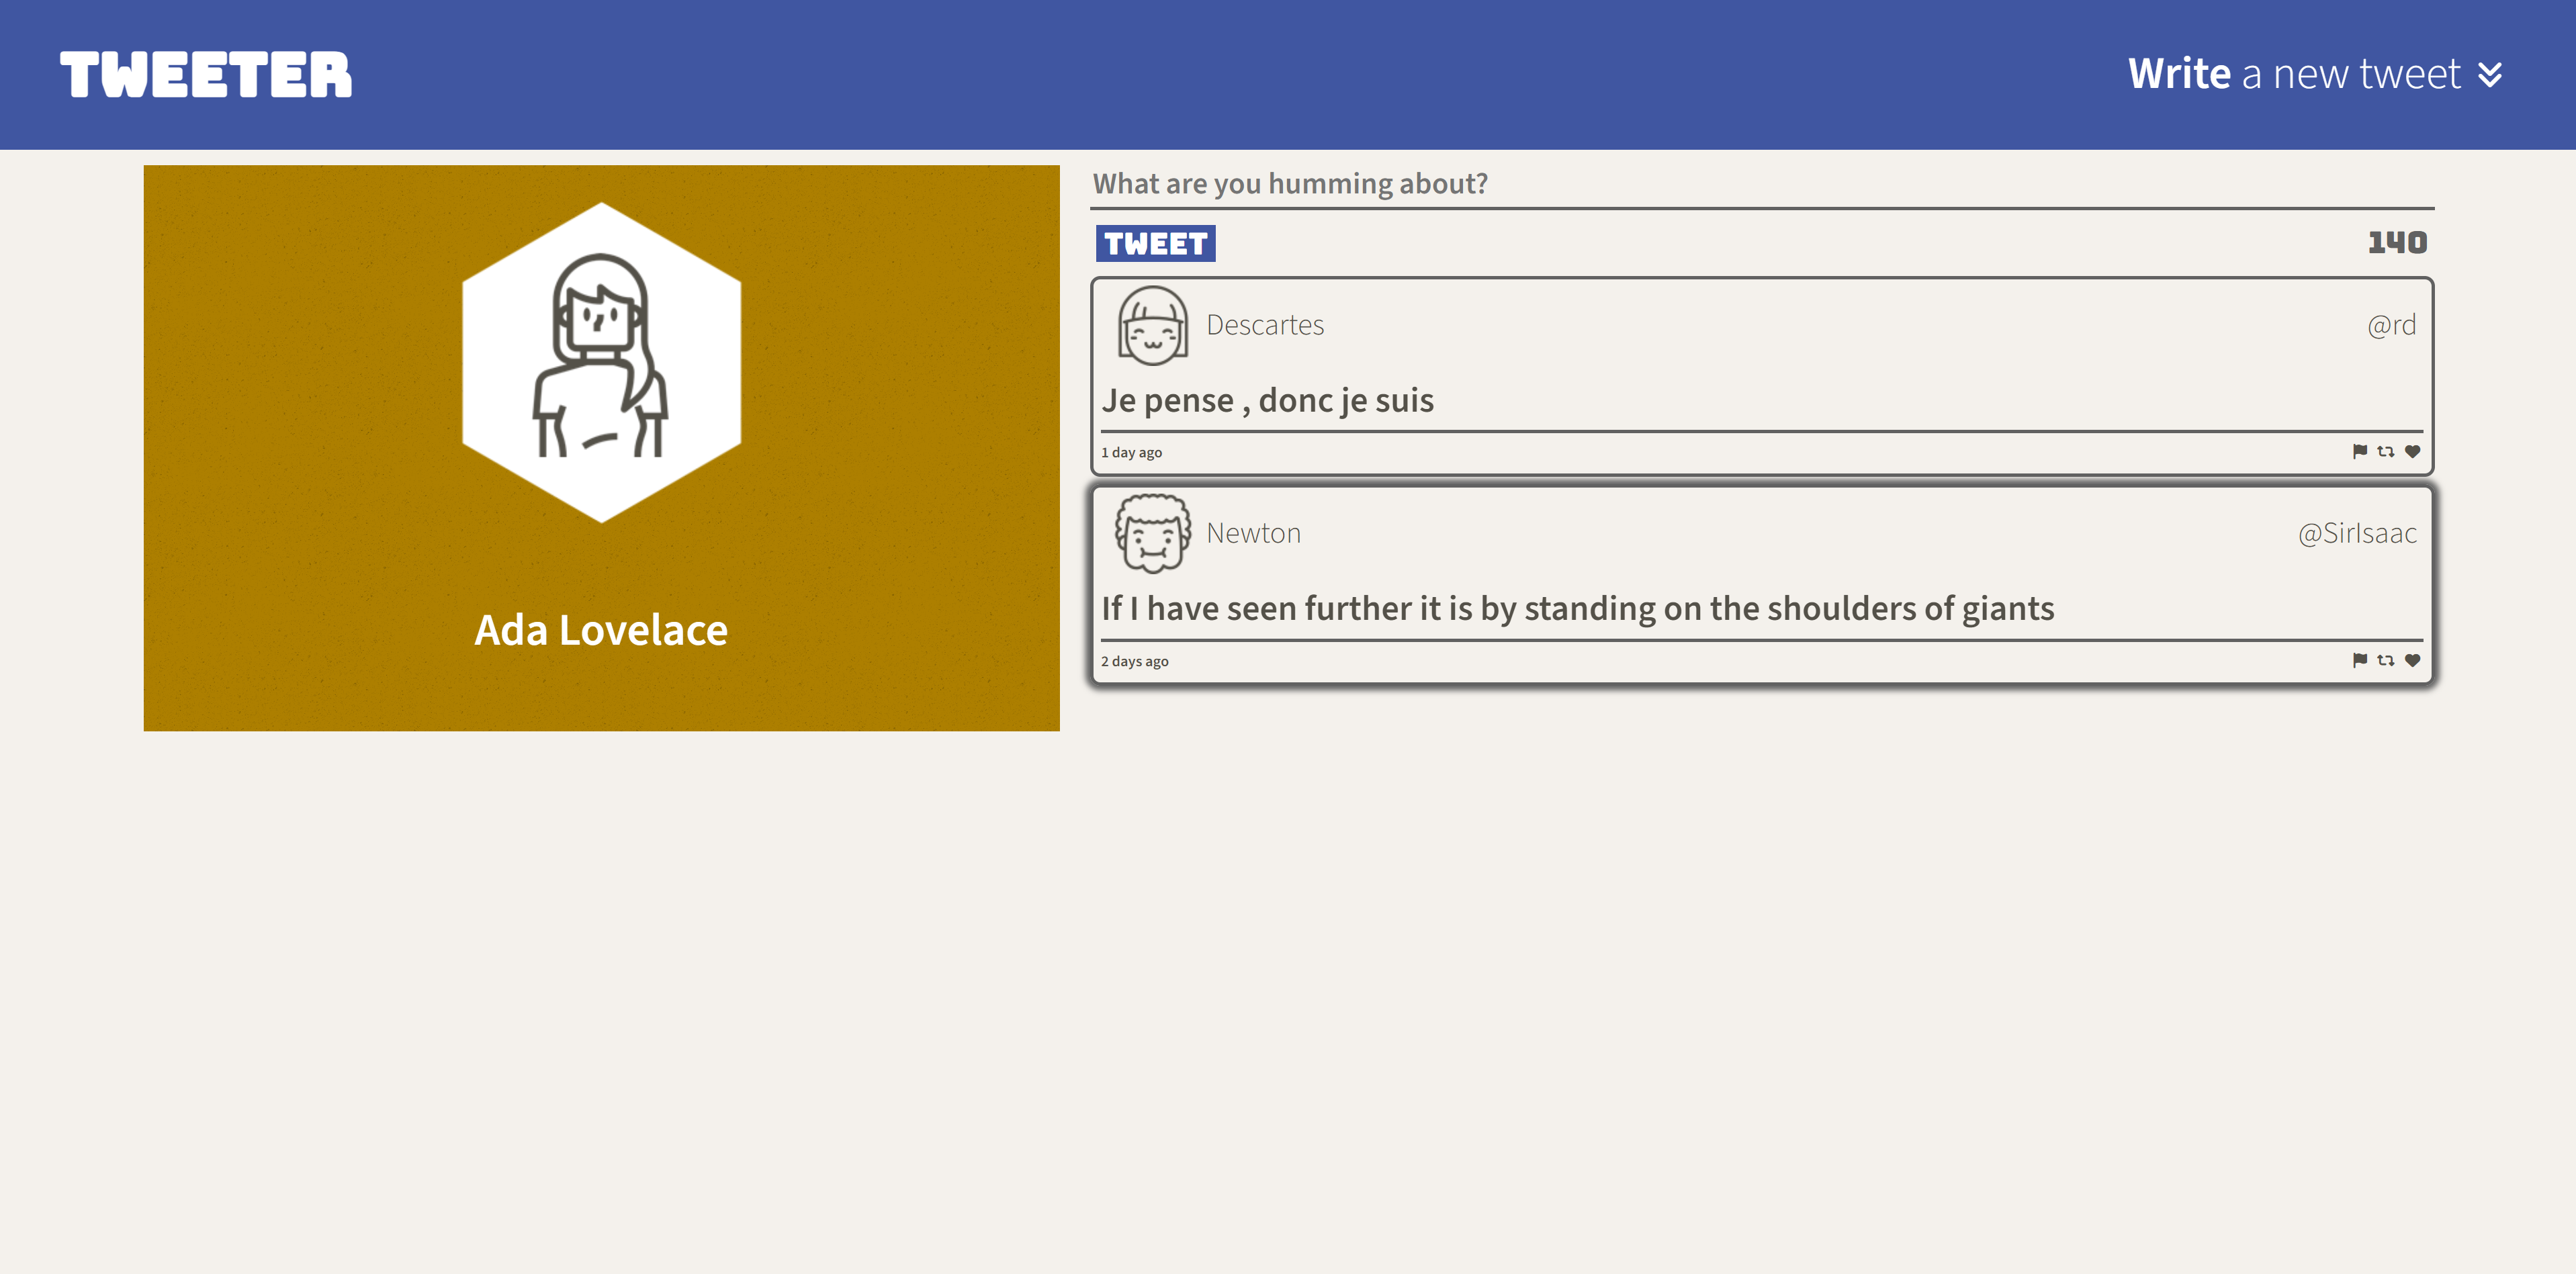 TWEETER
Write a new tweet
Ada Lovelace
What are you humming about?
TWEET
140
Descartes
@rd
Je pense , donc je suis
1 day ago
Newton
@SirIsaac
If I have seen further it is by standing on the shoulders of giants
2 days ago